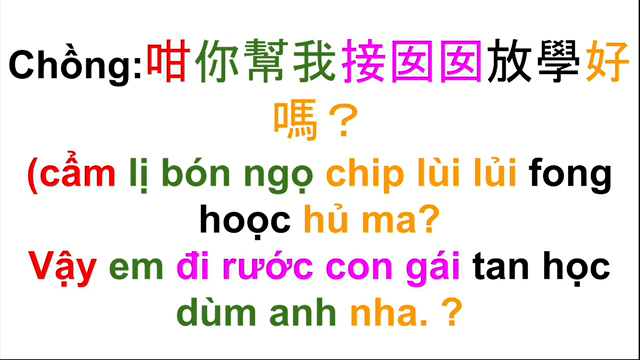 Chồng:咁你幫我接囡囡放學好
嗎？
(cẩm lị bón ngọ chip lùi lủi fong
hoọc hủ ma?
Vậy em đi rước con gái tan học
dùm anh nha. ?